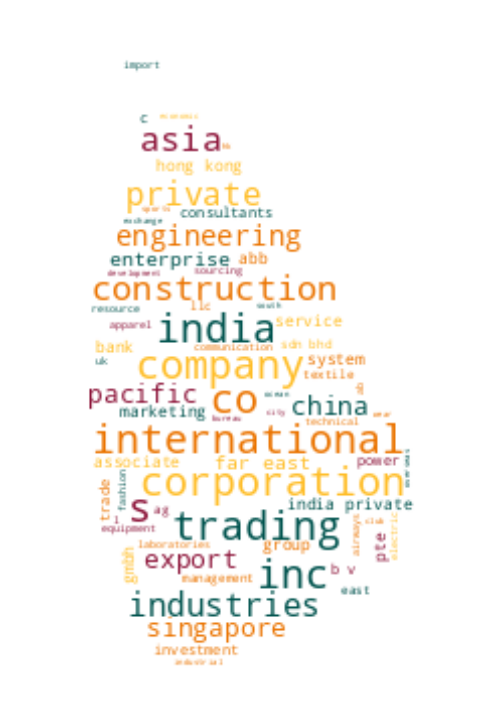 import
c economic
asia hk
hong kong
private
sports consultants
exchange
engineering
enterprise abb
development sourcing
construction
resource llc south
apparel india service
bank communication sdn bhd
uk company system
textile
pacific co ocean china
marketing bureau city wear
technical
international
associate far east power overseas
corporation
trade fashion s ag india private
l trading
equipment airways club electric
laboratories group pte
gmbh export inc b v
management
east
industries
singapore
investment
industrial